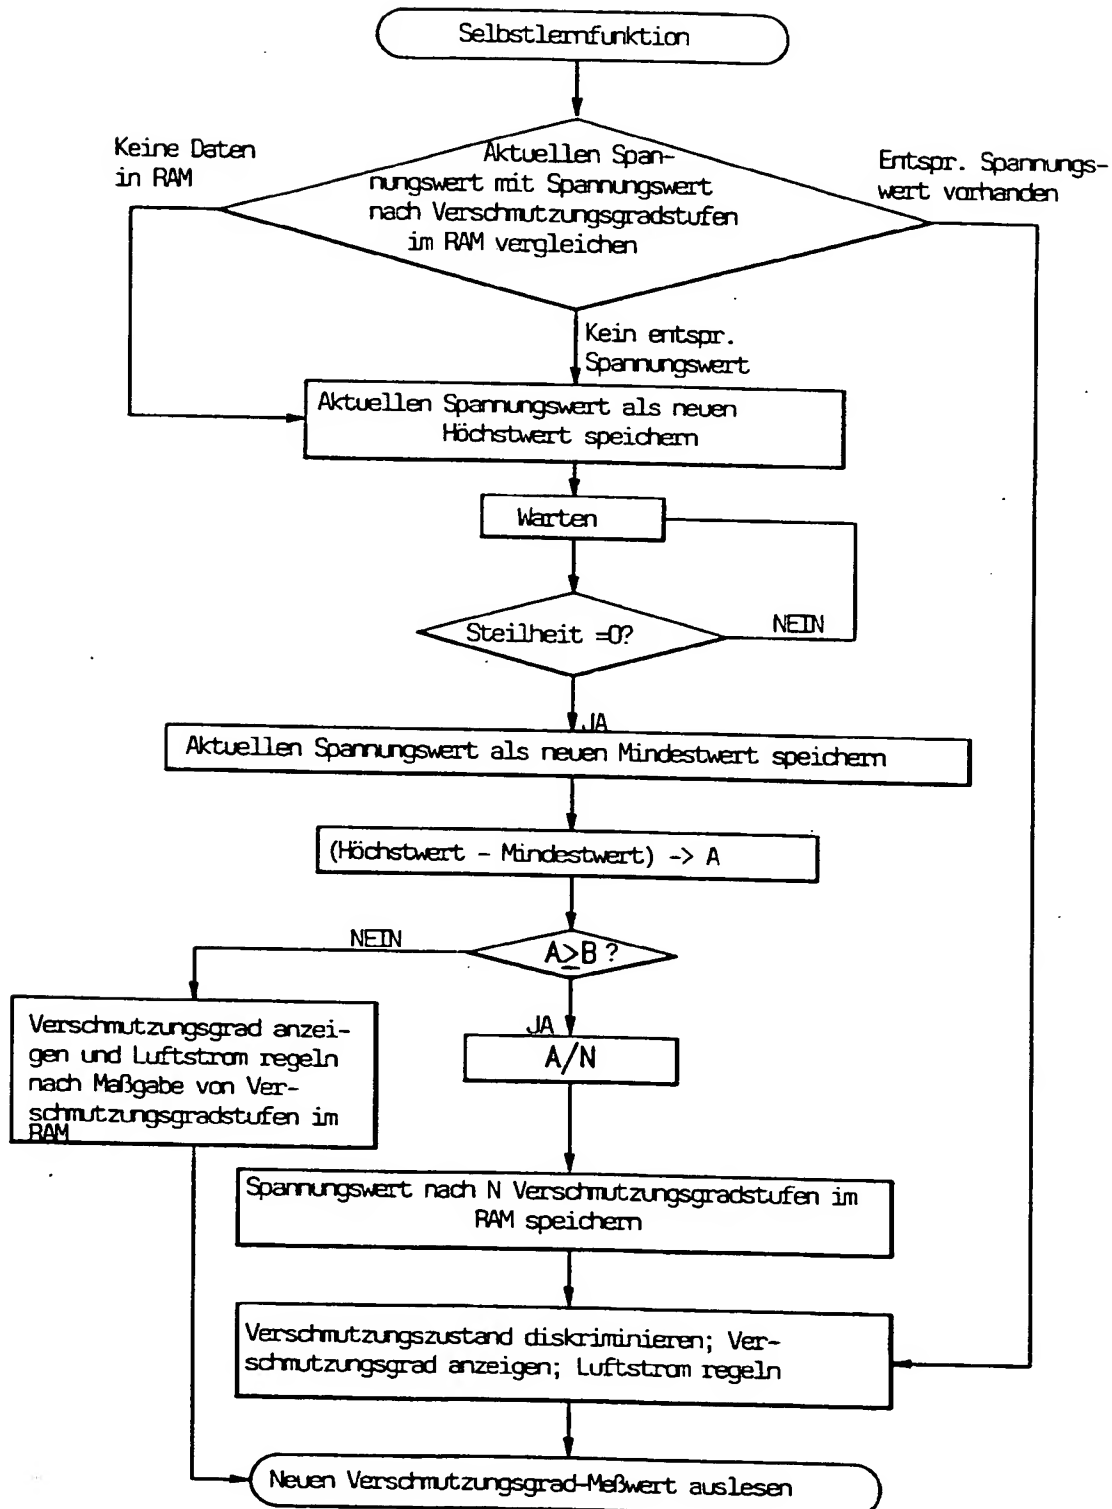 Selbstlernfunktion
Keine Daten
in RAM
Aktuellen Span-
nungswert mit Spannungswert
nach Verschmutzungsgradstufen
im RAM vergleichen
Entspr. Spannungs-
wert vorhanden
Kein entspr.
Spannungswert
Aktuellen Spannungswert als neuen
Höchstwert speichern
Warten
Steilheit =0?
NEIN
JA
Aktuellen Spannungswert als neuen Mindestwert speichern
(Höchstwert - Mindestwert) -> A
NEIN
A≥B ?
JA
A/N
Verschmutzungsgrad anzei-
gen und Luftstrom regeln
nach Maßgabe von Ver-
schmutzungsgradstufen im
RAM
Spannungswert nach N Verschmutzungsgradstufen im
RAM speichern
Verschmutzungszustand diskriminieren; Ver-
schmutzungsgrad anzeigen; Luftstrom regeln
Neuen Verschmutzungsgrad-Meßwert auslesen